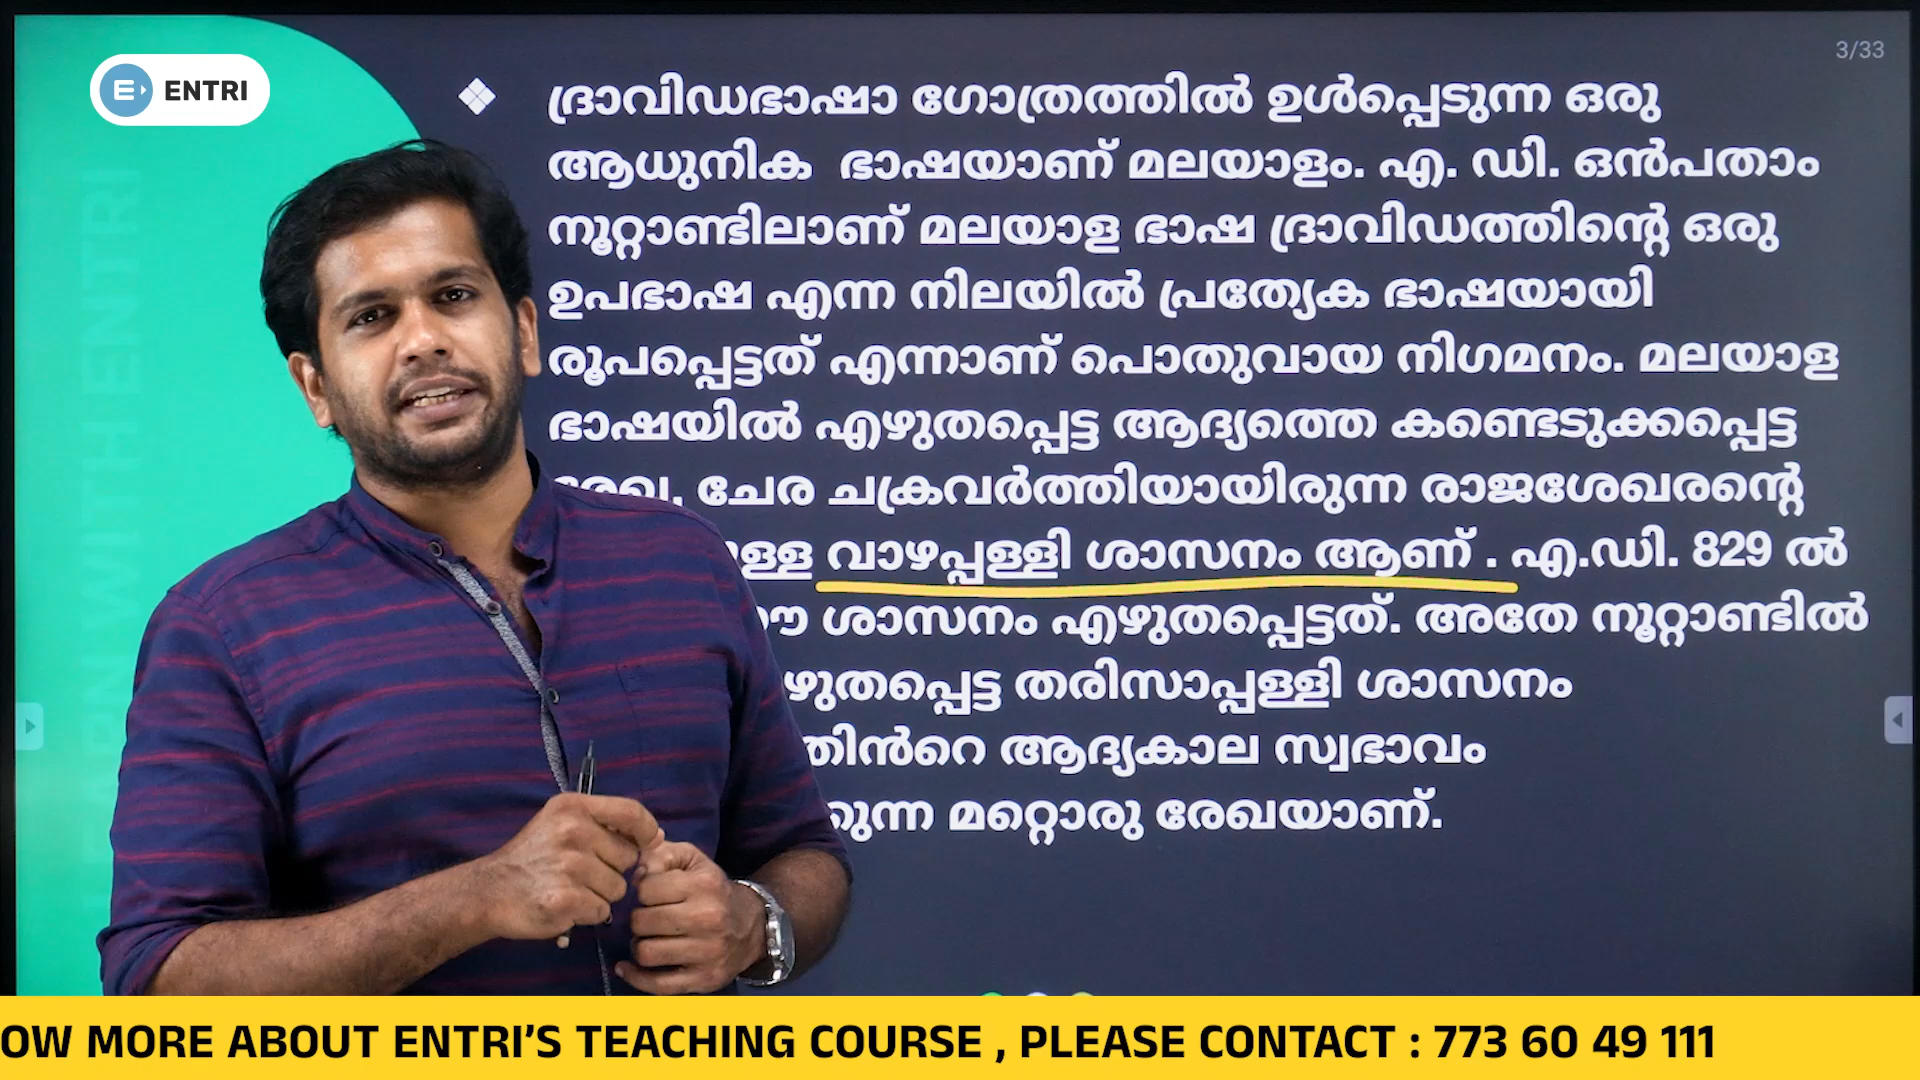 ENTRI
3/33
ദ്രാവിഡഭാഷാ ഗോത്രത്തിൽ ഉൾപ്പെടുന്ന ഒരു
ആധുനിക ഭാഷയാണ് മലയാളം. എ. ഡി. ഒൻപതാം
നൂറ്റാണ്ടിലാണ് മലയാള ഭാഷ ദ്രാവിഡത്തിന്റെ ഒരു
ഉപഭാഷ എന്ന നിലയിൽ പ്രത്യേക ഭാഷയായി
രൂപപ്പെട്ടത് എന്നാണ് പൊതുവായ നിഗമനം. മലയാള
ഭാഷയിൽ എഴുതപ്പെട്ട ആദ്യത്തെ കണ്ടെടുക്കപ്പെട്ട
ചേര ചക്രവർത്തിയായിരുന്ന രാജശേഖരന്റെ
വാഴപ്പള്ളി ശാസനം ആണ് . എ.ഡി. 829 ൽ
ശാസനം എഴുതപ്പെട്ടത്. അതേ നൂറ്റാണ്ടിൽ
തരിസാപ്പള്ളി ശാസനം
ആദ്യകാല സ്വഭാവം
മറ്റൊരു രേഖയാണ്.
OW MORE ABOUT ENTRI'S TEACHING COURSE , PLEASE CONTACT : 773 60 49 111